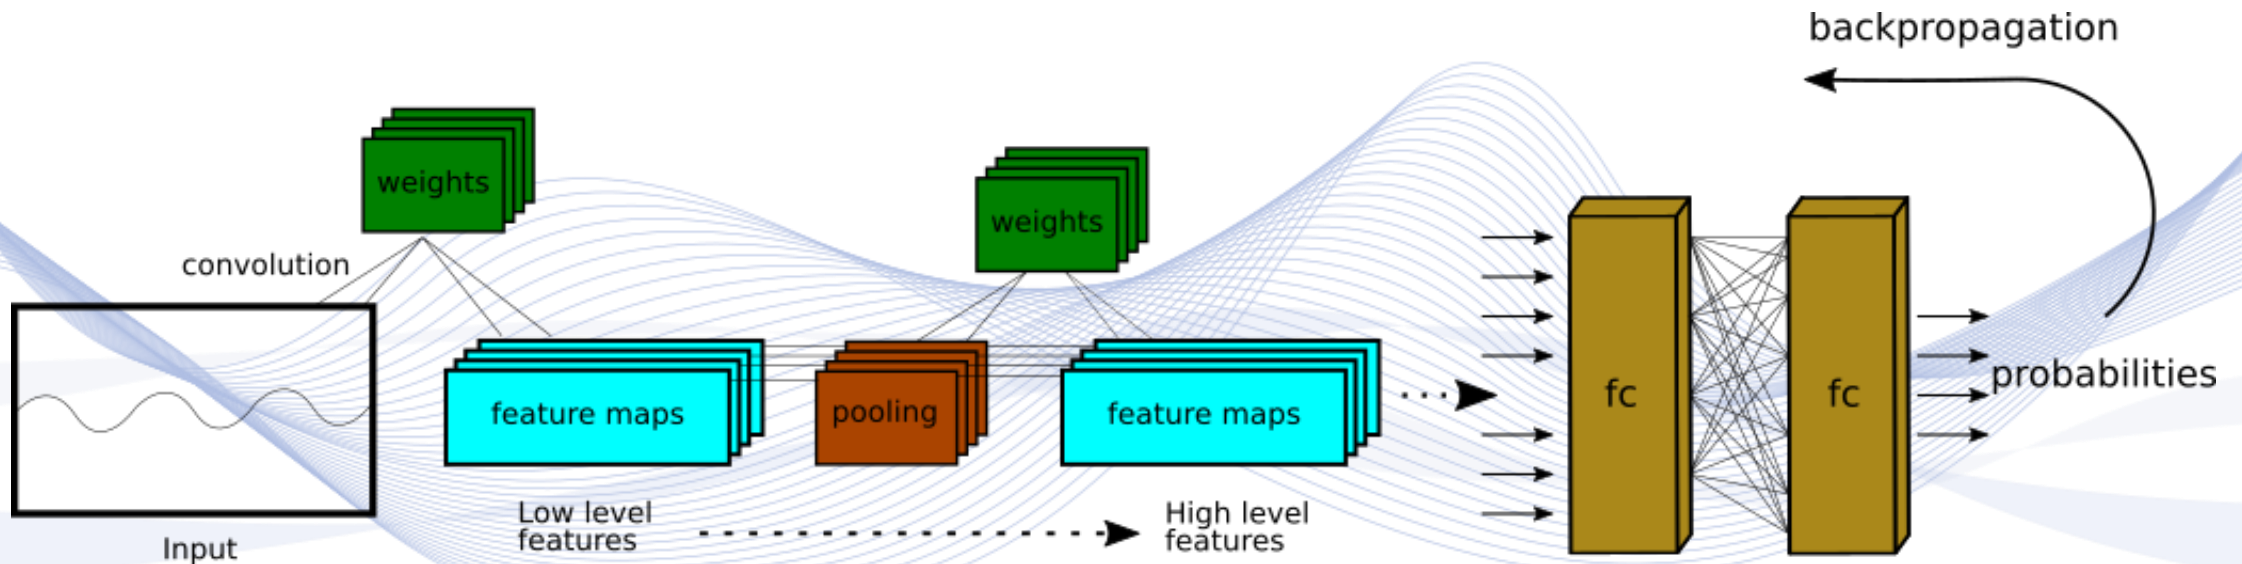 backpropagation
weights
weights
convolution
feature maps
pooling
feature maps
fc
fc
probabilities
Low level
features
High level
features
Input